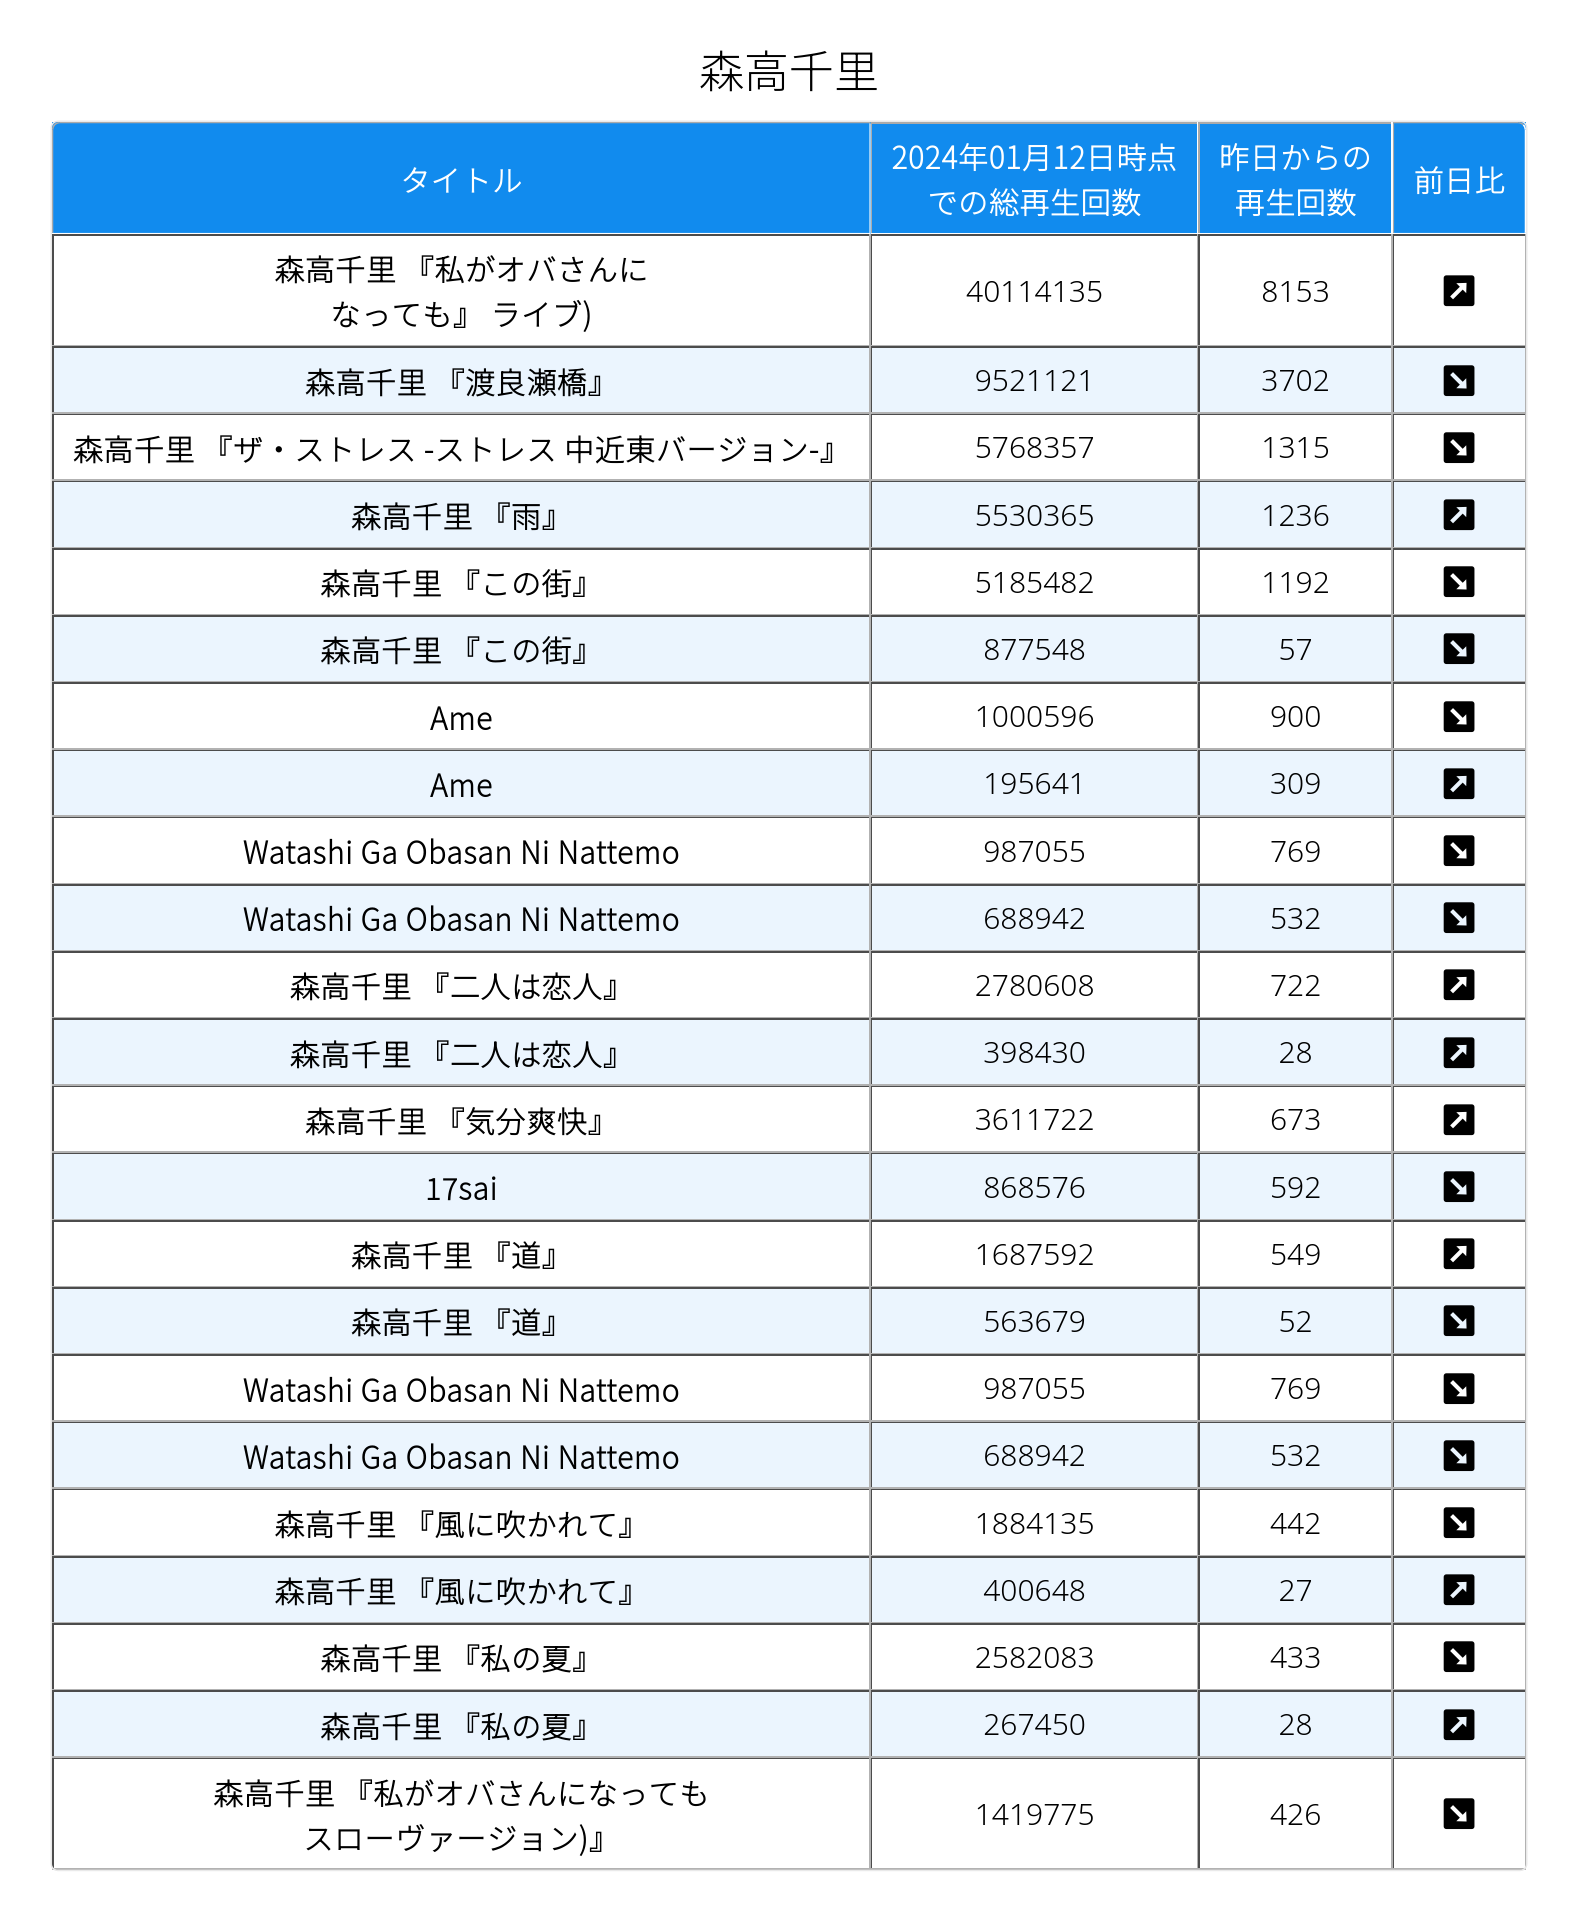 森高千里
タイトル
2024年01月12日時点
での総再生回数
昨日からの
再生回数
前日比
森高千里 『私がオバさんに
なっても』 ライブ)
40114135 8153
森高千里 『渡良瀬橋』 9521121 3702
森高千里 『ザ・ストレス -ストレス 中近東バージョン-』 5768357 1315
森高千里 『雨』 5530365 1236
森高千里 『この街』 5185482 1192
森高千里 『この街』 877548 57
Ame 1000596 900
Ame 195641 309
Watashi Ga Obasan Ni Nattemo 987055 769
Watashi Ga Obasan Ni Nattemo 688942 532
森高千里 『二人は恋人』 2780608 722
森高千里 『二人は恋人』 398430 28
森高千里 『気分爽快』 3611722 673
17sai 868576 592
森高千里 『道』 1687592 549
森高千里 『道』 563679 52
Watashi Ga Obasan Ni Nattemo 987055 769
Watashi Ga Obasan Ni Nattemo 688942 532
森高千里 『風に吹かれて』 1884135 442
森高千里 『風に吹かれて』 400648 27
森高千里 『私の夏』 2582083 433
森高千里 『私の夏』 267450 28
森高千里 『私がオバさんになっても
スローヴァージョン)』
1419775 426